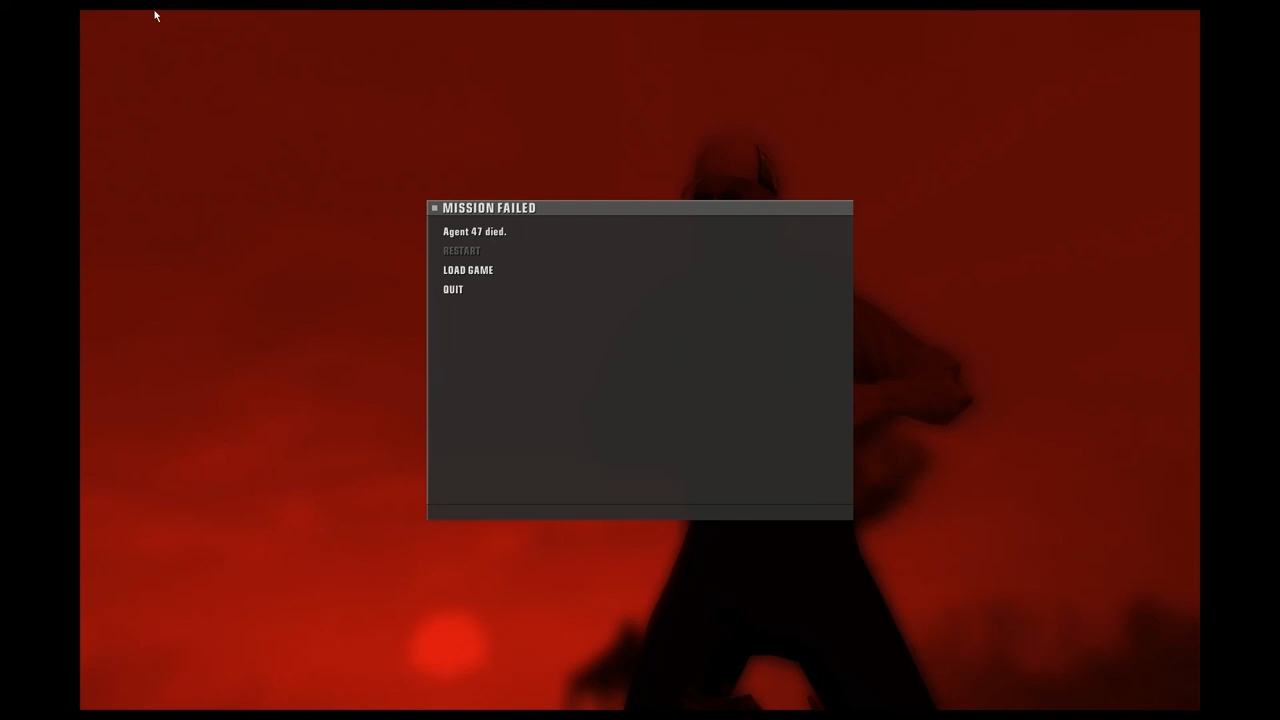 MISSION FAILED
Agent 47 died.
RESTART
LOAD GAME
QUIT